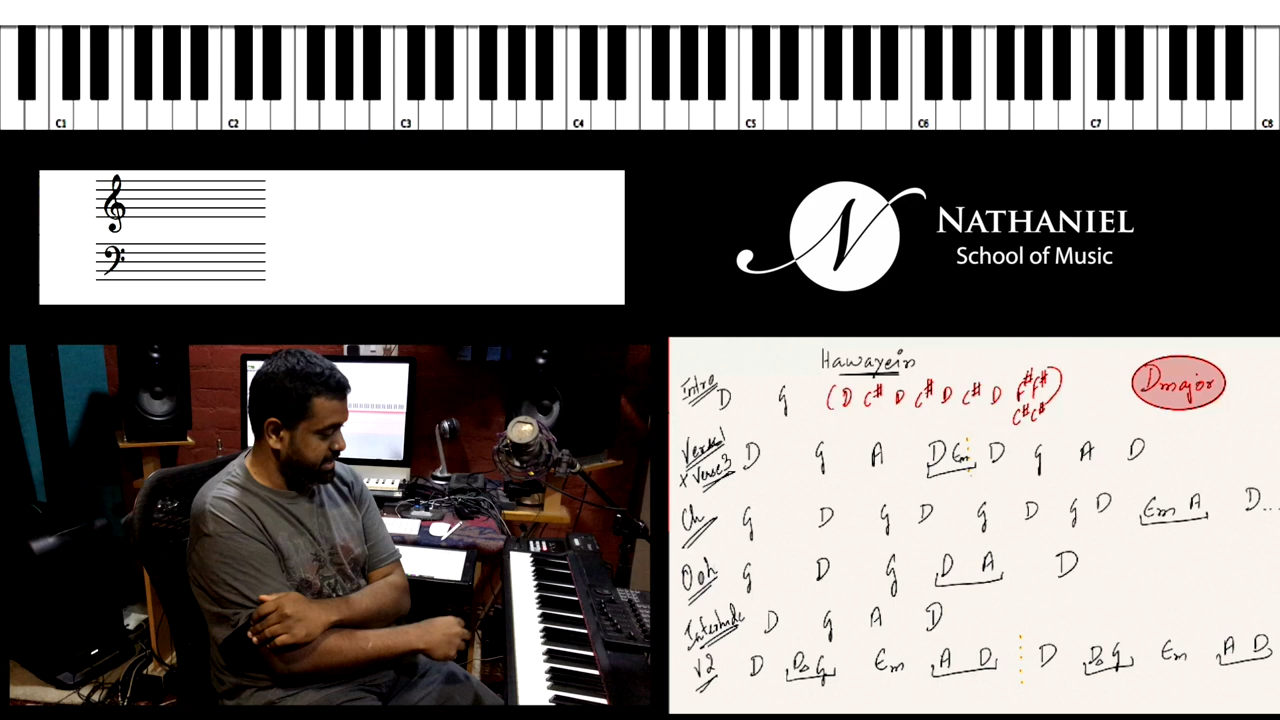 C1 C2 C3 C4 C5 C6 C7 C8
N
NATHANIEL
School of Music
Hawayein
D major
Intro D G (D C# D C# D C# D F# F#)
C# C#
Verse1 D G A D Em D G A D
x Verse3
Ch G D G D G D G D Em A D...
Ooh G D G D A D
Interlude D G A D
V2 D D G Em A D D D G Em A D